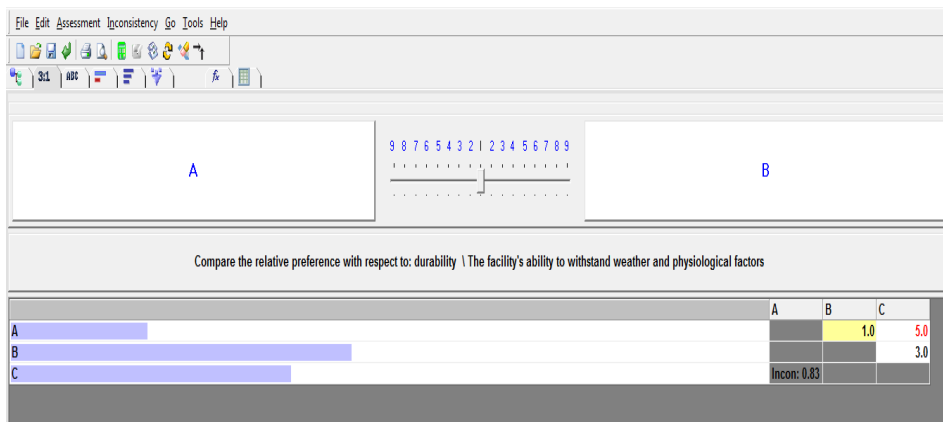 File Edit Assessment Inconsistency Go Tools Help
3:1 ABC fx
9 8 7 6 5 4 3 2 | 2 3 4 5 6 7 8 9
A B
Compare the relative preference with respect to: durability \ The facility's ability to withstand weather and physiological factors
A B C
A 1.0 5.0
B 3.0
C Incon: 0.83